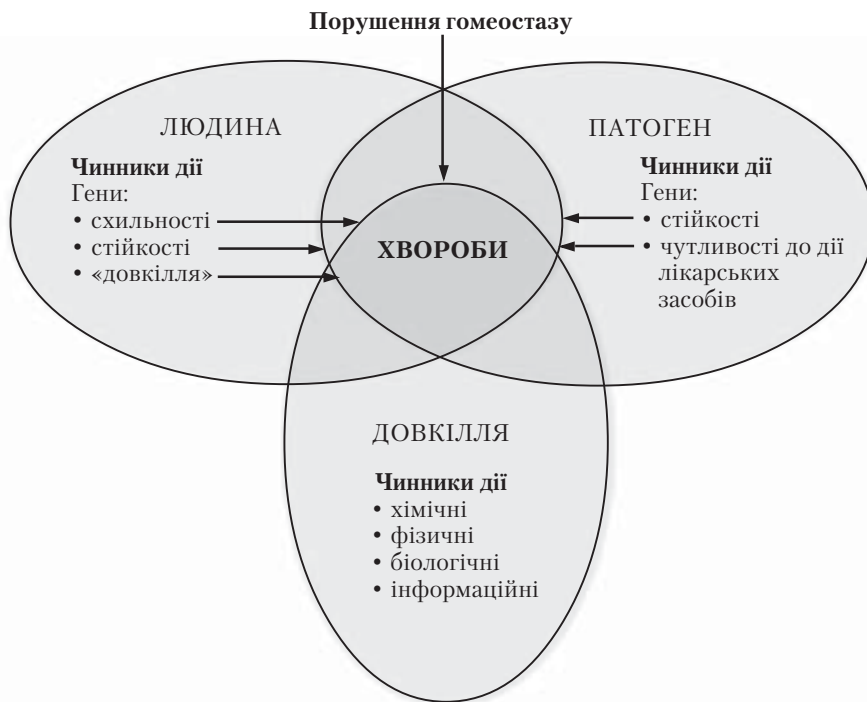 Порушення гомеостазу
ЛЮДИНА
Чинники дії
Гени:
• схильності
• стійкості
• «довкілля»
ПАТОГЕН
Чинники дії
Гени:
• стійкості
• чутливості до дії
лікарських
засобів
ХВОРОБИ
ДОВКІЛЛЯ
Чинники дії
• хімічні
• фізичні
• біологічні
• інформаційні